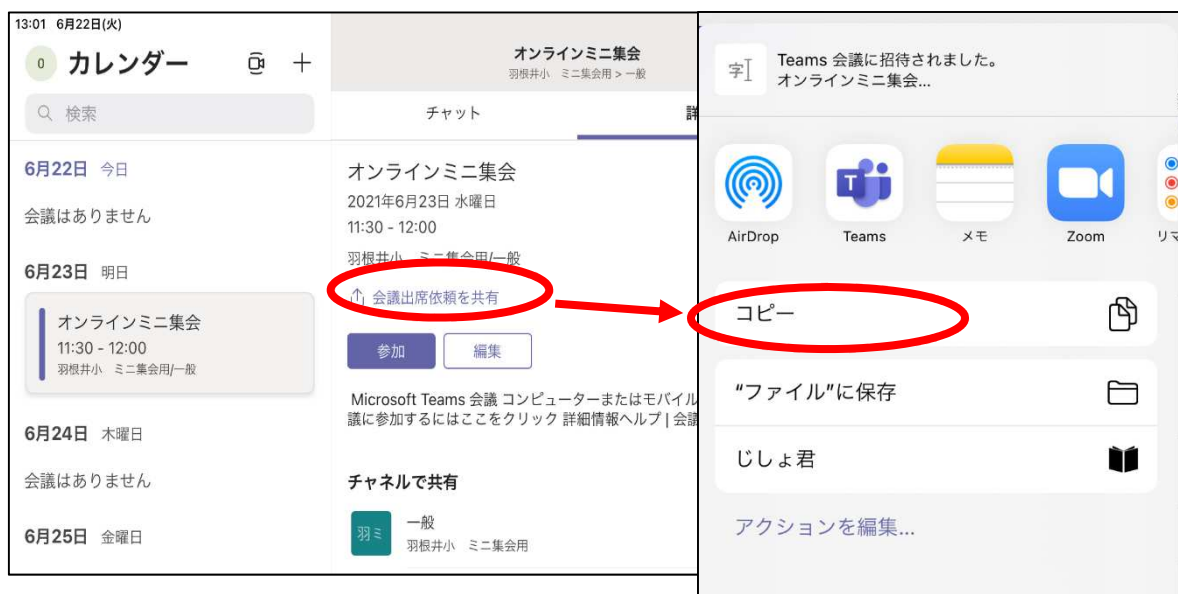 13:01 6月22日(火)
0 カレンダー
検索
6月22日 今日
会議はありません
6月23日 明日
オンラインミニ集会
11:30 - 12:00
羽根井小 ミニ集会用/一般
6月24日 木曜日
会議はありません
6月25日 金曜日
オンラインミニ集会
羽根井小 ミニ集会用 > 一般
チャット
オンラインミニ集会
2021年6月23日 水曜日
11:30 - 12:00
羽根井小 ミニ集会用/一般
会議出席依頼を共有
参加 編集
Microsoft Teams 会議 コンピューターまたはモバイル
議に参加するにはここをクリック 詳細情報ヘルプ | 会議
チャネルで共有
羽ミ 一般
羽根井小 ミニ集会用
字 Teams 会議に招待されました。
オンラインミニ集会...
AirDrop Teams メモ Zoom リマ
コピー
“ファイル”に保存
じしょ君
アクションを編集...